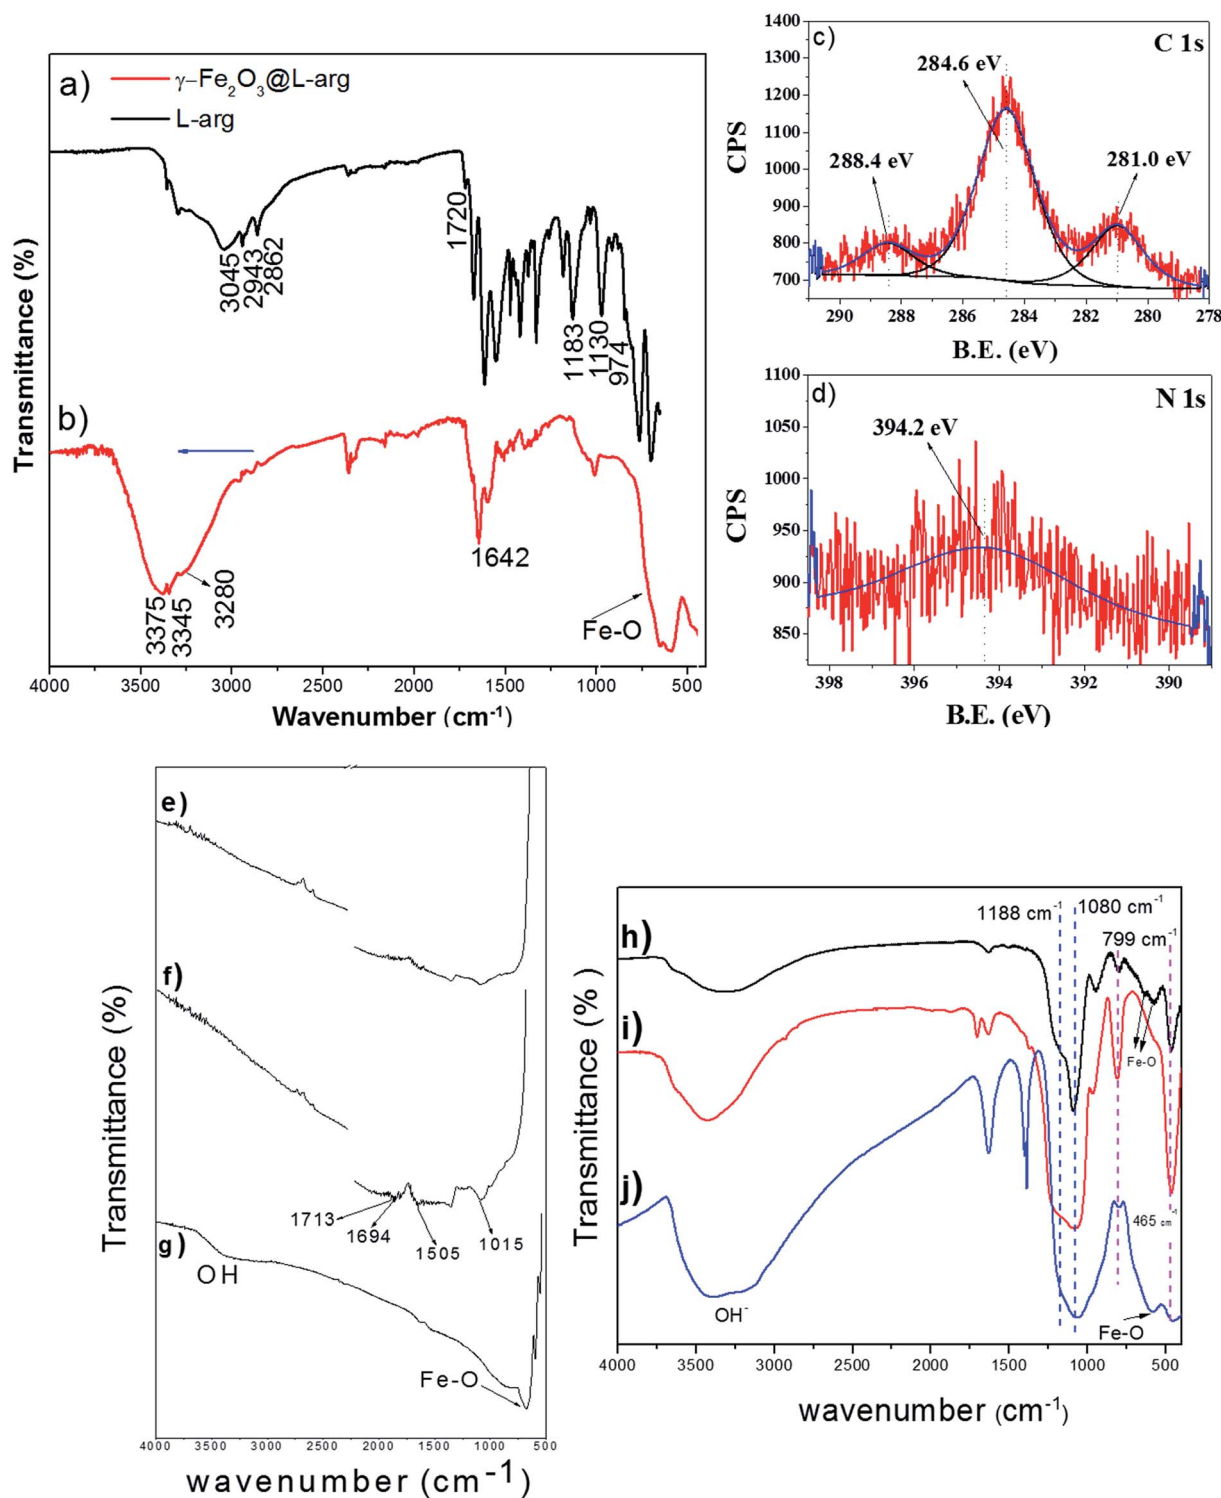 a)
γ–Fe₂O₃@L-arg
L-arg
3045
2943
2862
1720
1183
1130
974
b)
3375
3345
3280
1642
Fe-O
Transmittance (%)
4000 3500 3000 2500 2000 1500 1000 500
Wavenumber (cm⁻¹)
c)
C 1s
284.6 eV
288.4 eV
281.0 eV
CPS
1400
1300
1200
1100
1000
900
800
700
290 288 286 284 282 280 278
B.E. (eV)
d)
N 1s
394.2 eV
CPS
1100
1050
1000
950
900
850
398 396 394 392 390
B.E. (eV)
e)
f)
1713
1694
1505
1015
g)
OH
Fe-O
Transmittance (%)
4000 3500 3000 2500 2000 1500 1000 500
wavenumber (cm⁻¹)
1188 cm⁻¹
1080 cm⁻¹
799 cm⁻¹
h)
Fe-O
i)
j)
465 cm⁻¹
OH⁻
Fe-O
Transmittance (%)
4000 3500 3000 2500 2000 1500 1000 500
wavenumber (cm⁻¹)